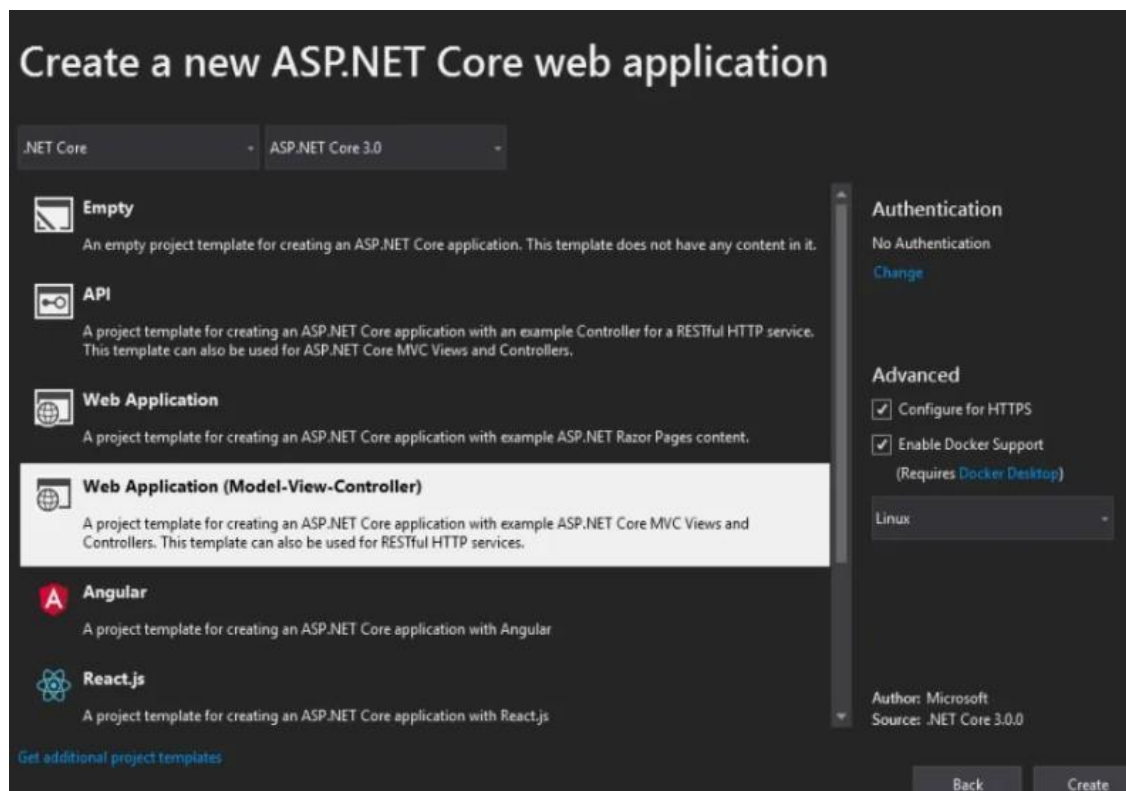 Create a new ASP.NET Core web application
.NET Core
ASP.NET Core 3.0
Empty
An empty project template for creating an ASP.NET Core application. This template does not have any content in it.
API
A project template for creating an ASP.NET Core application with an example Controller for a RESTful HTTP service.
This template can also be used for ASP.NET Core MVC Views and Controllers.
Web Application
A project template for creating an ASP.NET Core application with example ASP.NET Razor Pages content.
Web Application (Model-View-Controller)
A project template for creating an ASP.NET Core application with example ASP.NET Core MVC Views and
Controllers. This template can also be used for RESTful HTTP services.
Angular
A project template for creating an ASP.NET Core application with Angular
React.js
A project template for creating an ASP.NET Core application with React.js
Get additional project templates
Authentication
No Authentication
Change
Advanced
Configure for HTTPS
Enable Docker Support
(Requires Docker Desktop)
Linux
Author: Microsoft
Source: .NET Core 3.0.0
Back
Create